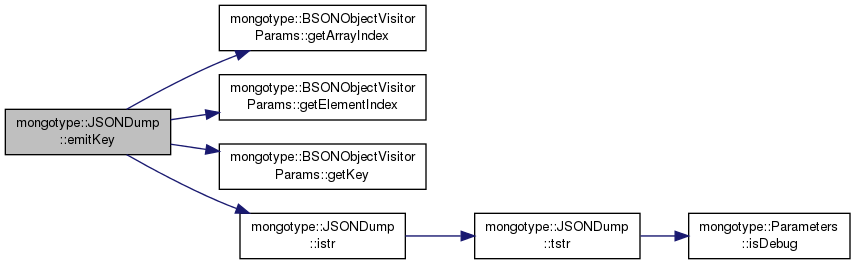 mongotype::BSONObjectVisitor
Params::getArrayIndex
mongotype::BSONObjectVisitor
Params::getElementIndex
mongotype::JSONDump
::emitKey
mongotype::BSONObjectVisitor
Params::getKey
mongotype::JSONDump
::istr
mongotype::JSONDump
::tstr
mongotype::Parameters
::isDebug